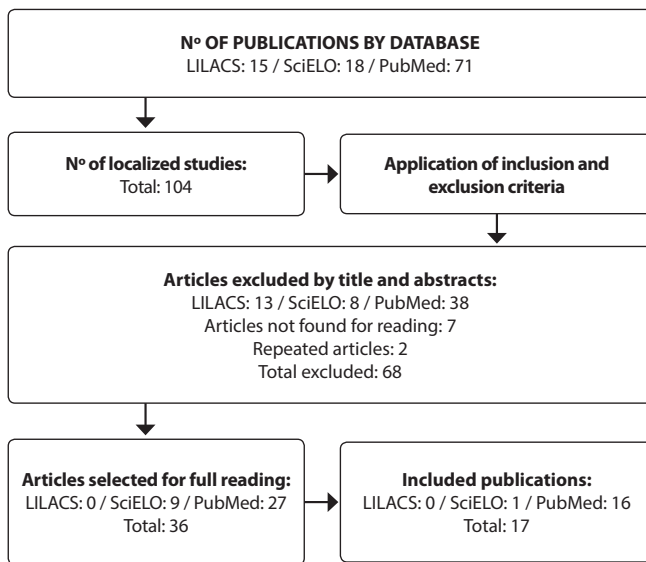 Nº OF PUBLICATIONS BY DATABASE
LILACS: 15 / SciELO: 18 / PubMed: 71
Nº of localized studies:
Total: 104
Application of inclusion and
exclusion criteria
Articles excluded by title and abstracts:
LILACS: 13 / SciELO: 8 / PubMed: 38
Articles not found for reading: 7
Repeated articles: 2
Total excluded: 68
Articles selected for full reading:
LILACS: 0 / SciELO: 9 / PubMed: 27
Total: 36
Included publications:
LILACS: 0 / SciELO: 1 / PubMed: 16
Total: 17